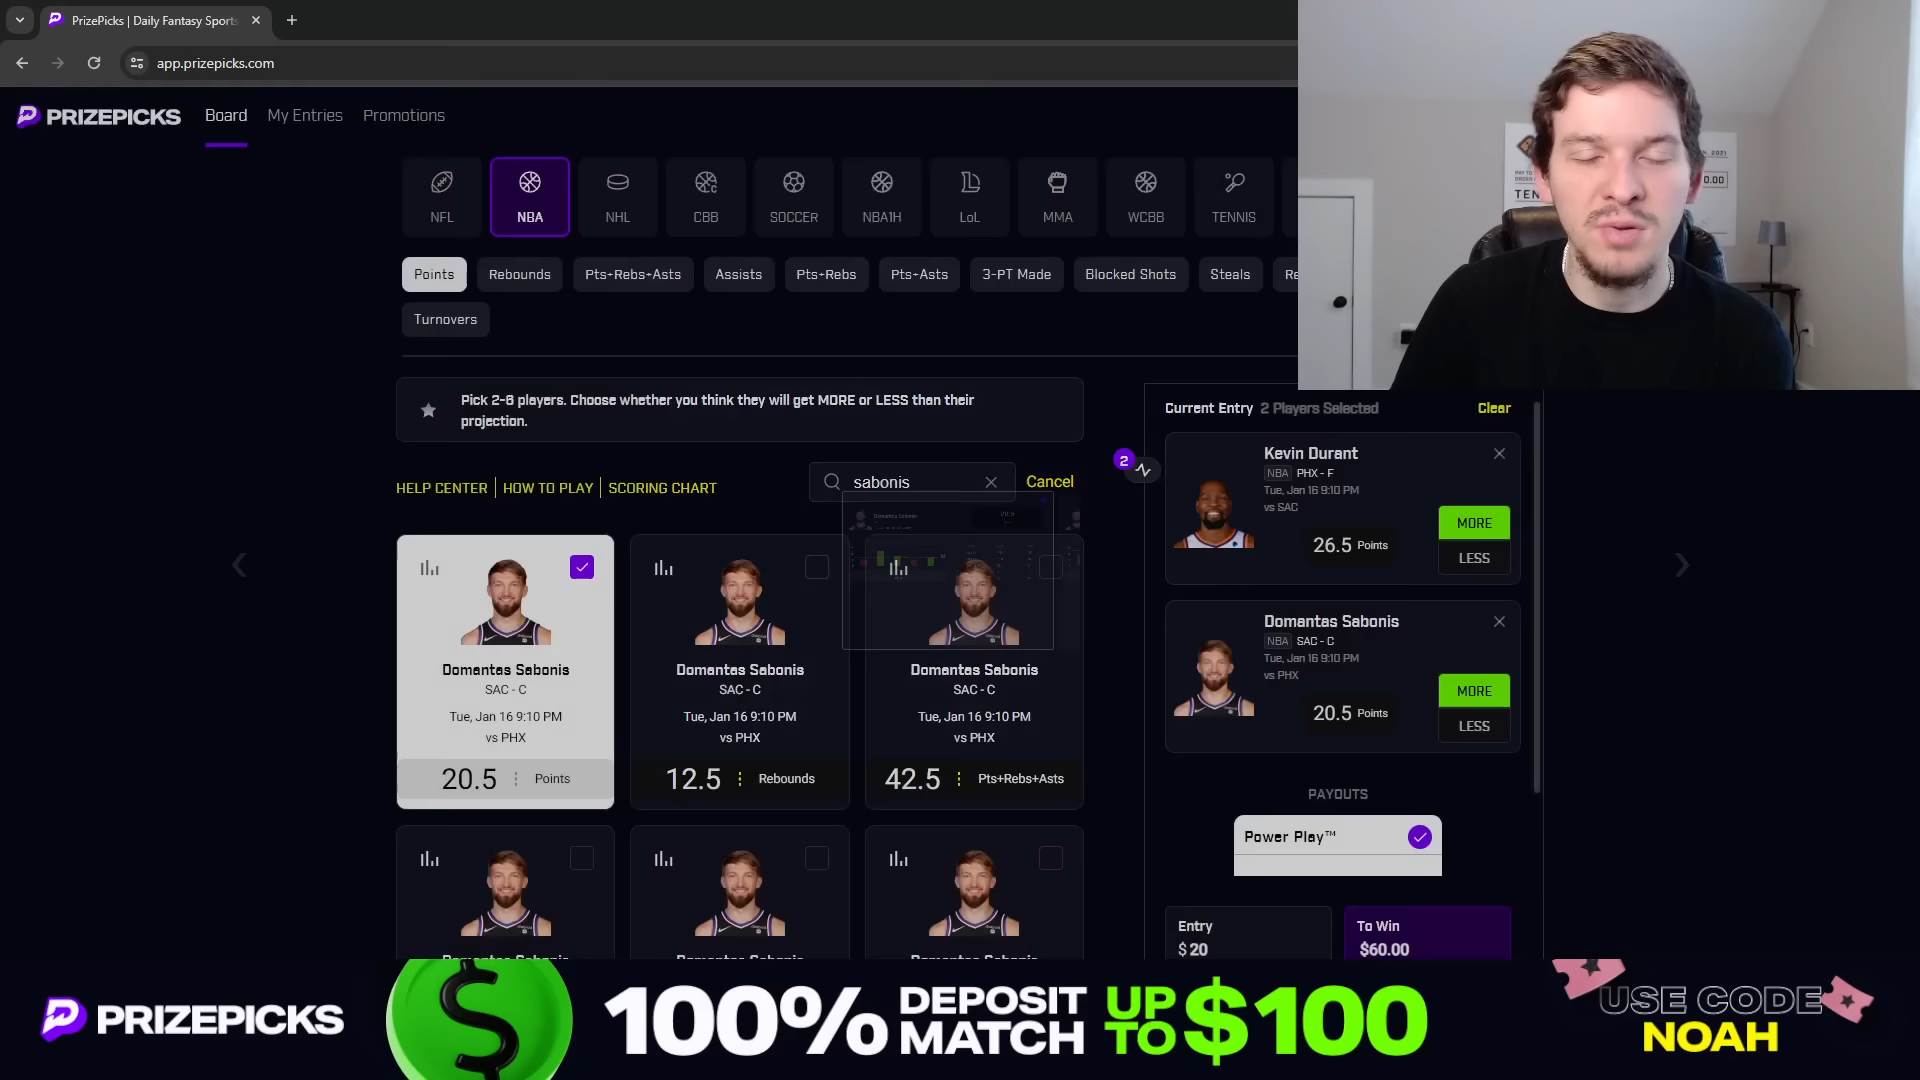 PrizePicks | Daily Fantasy Sports
app.prizepicks.com
PRIZEPICKS
Board
My Entries
Promotions
NFL
NBA
NHL
CBB
SOCCER
NBA1H
LoL
MMA
WCBB
TENNIS
Points
Rebounds
Pts+Rebs+Asts
Assists
Pts+Rebs
Pts+Asts
3-PT Made
Blocked Shots
Steals
Re
Turnovers
Pick 2-6 players. Choose whether you think they will get MORE or LESS than their
projection.
HELP CENTER
HOW TO PLAY
SCORING CHART
sabonis
Cancel
Domantas Sabonis
SAC - C
Tue, Jan 16 9:10 PM
vs PHX
20.5 Points
Domantas Sabonis
SAC - C
Tue, Jan 16 9:10 PM
vs PHX
12.5 Rebounds
Domantas Sabonis
SAC - C
Tue, Jan 16 9:10 PM
vs PHX
42.5 Pts+Rebs+Asts
Domantas Sabonis
Domantas Sabonis
Domantas Sabonis
Current Entry 2 Players Selected
Clear
2
Kevin Durant
NBA PHX - F
Tue, Jan 16 9:10 PM
vs SAC
26.5 Points
MORE
LESS
Domantas Sabonis
NBA SAC - C
Tue, Jan 16 9:10 PM
vs PHX
20.5 Points
MORE
LESS
PAYOUTS
Power Play™
Entry
$ 20
To Win
$60.00
PRIZEPICKS
100% DEPOSIT MATCH UP TO $100
USE CODE
NOAH